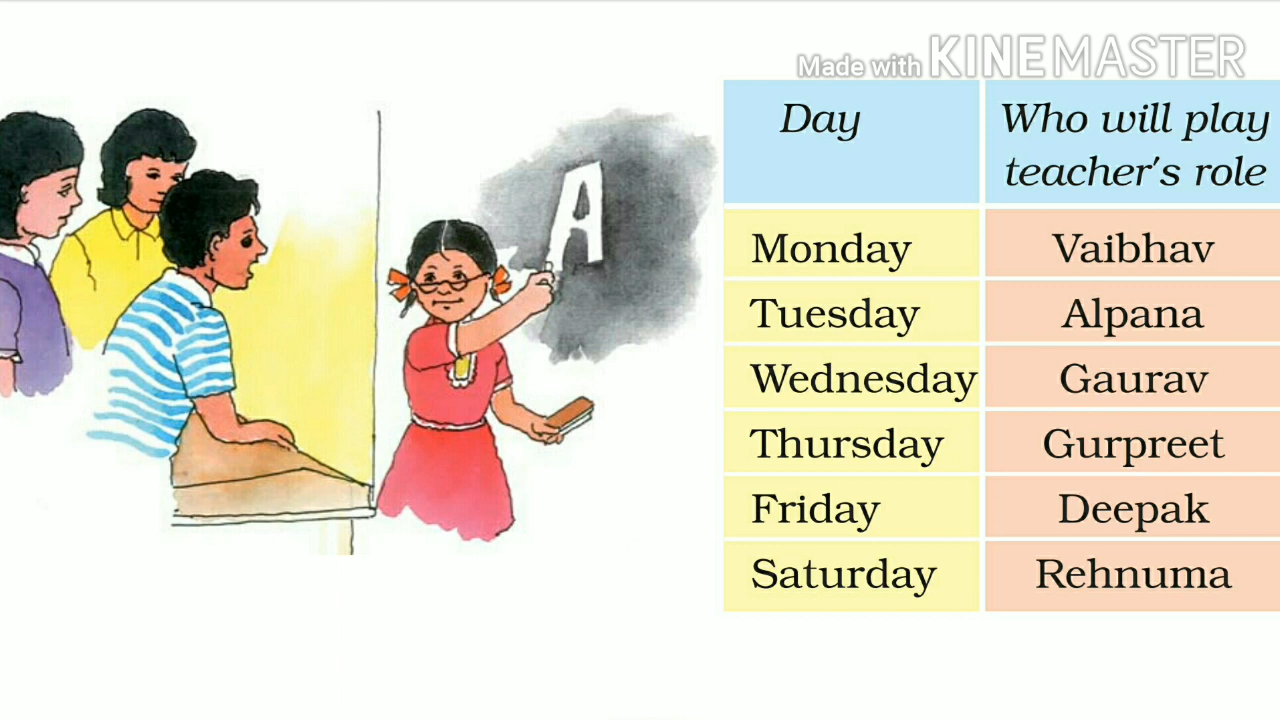 Made with KINEMASTER
Day Who will play
teacher's role
Monday Vaibhav
Tuesday Alpana
Wednesday Gaurav
Thursday Gurpreet
Friday Deepak
Saturday Rehnuma
A